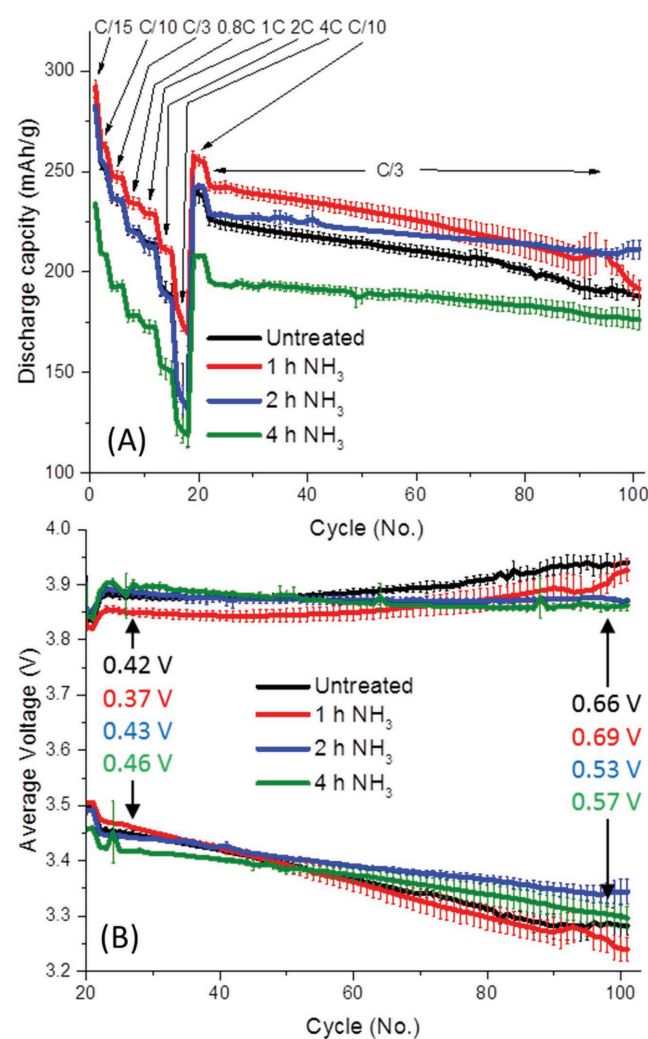 C/15 C/10 C/3 0.8C 1C 2C 4C C/10
300
250
200
150
100
Discharge capcity (mAh/g)
C/3
Untreated
1 h NH3
2 h NH3
4 h NH3
(A)
0 20 40 60 80 100
Cycle (No.)
4.0
3.9
3.8
3.7
3.6
3.5
3.4
3.3
3.2
Average Voltage (V)
0.42 V
0.37 V
0.43 V
0.46 V
Untreated
1 h NH3
2 h NH3
4 h NH3
0.66 V
0.69 V
0.53 V
0.57 V
(B)
20 40 60 80 100
Cycle (No.)